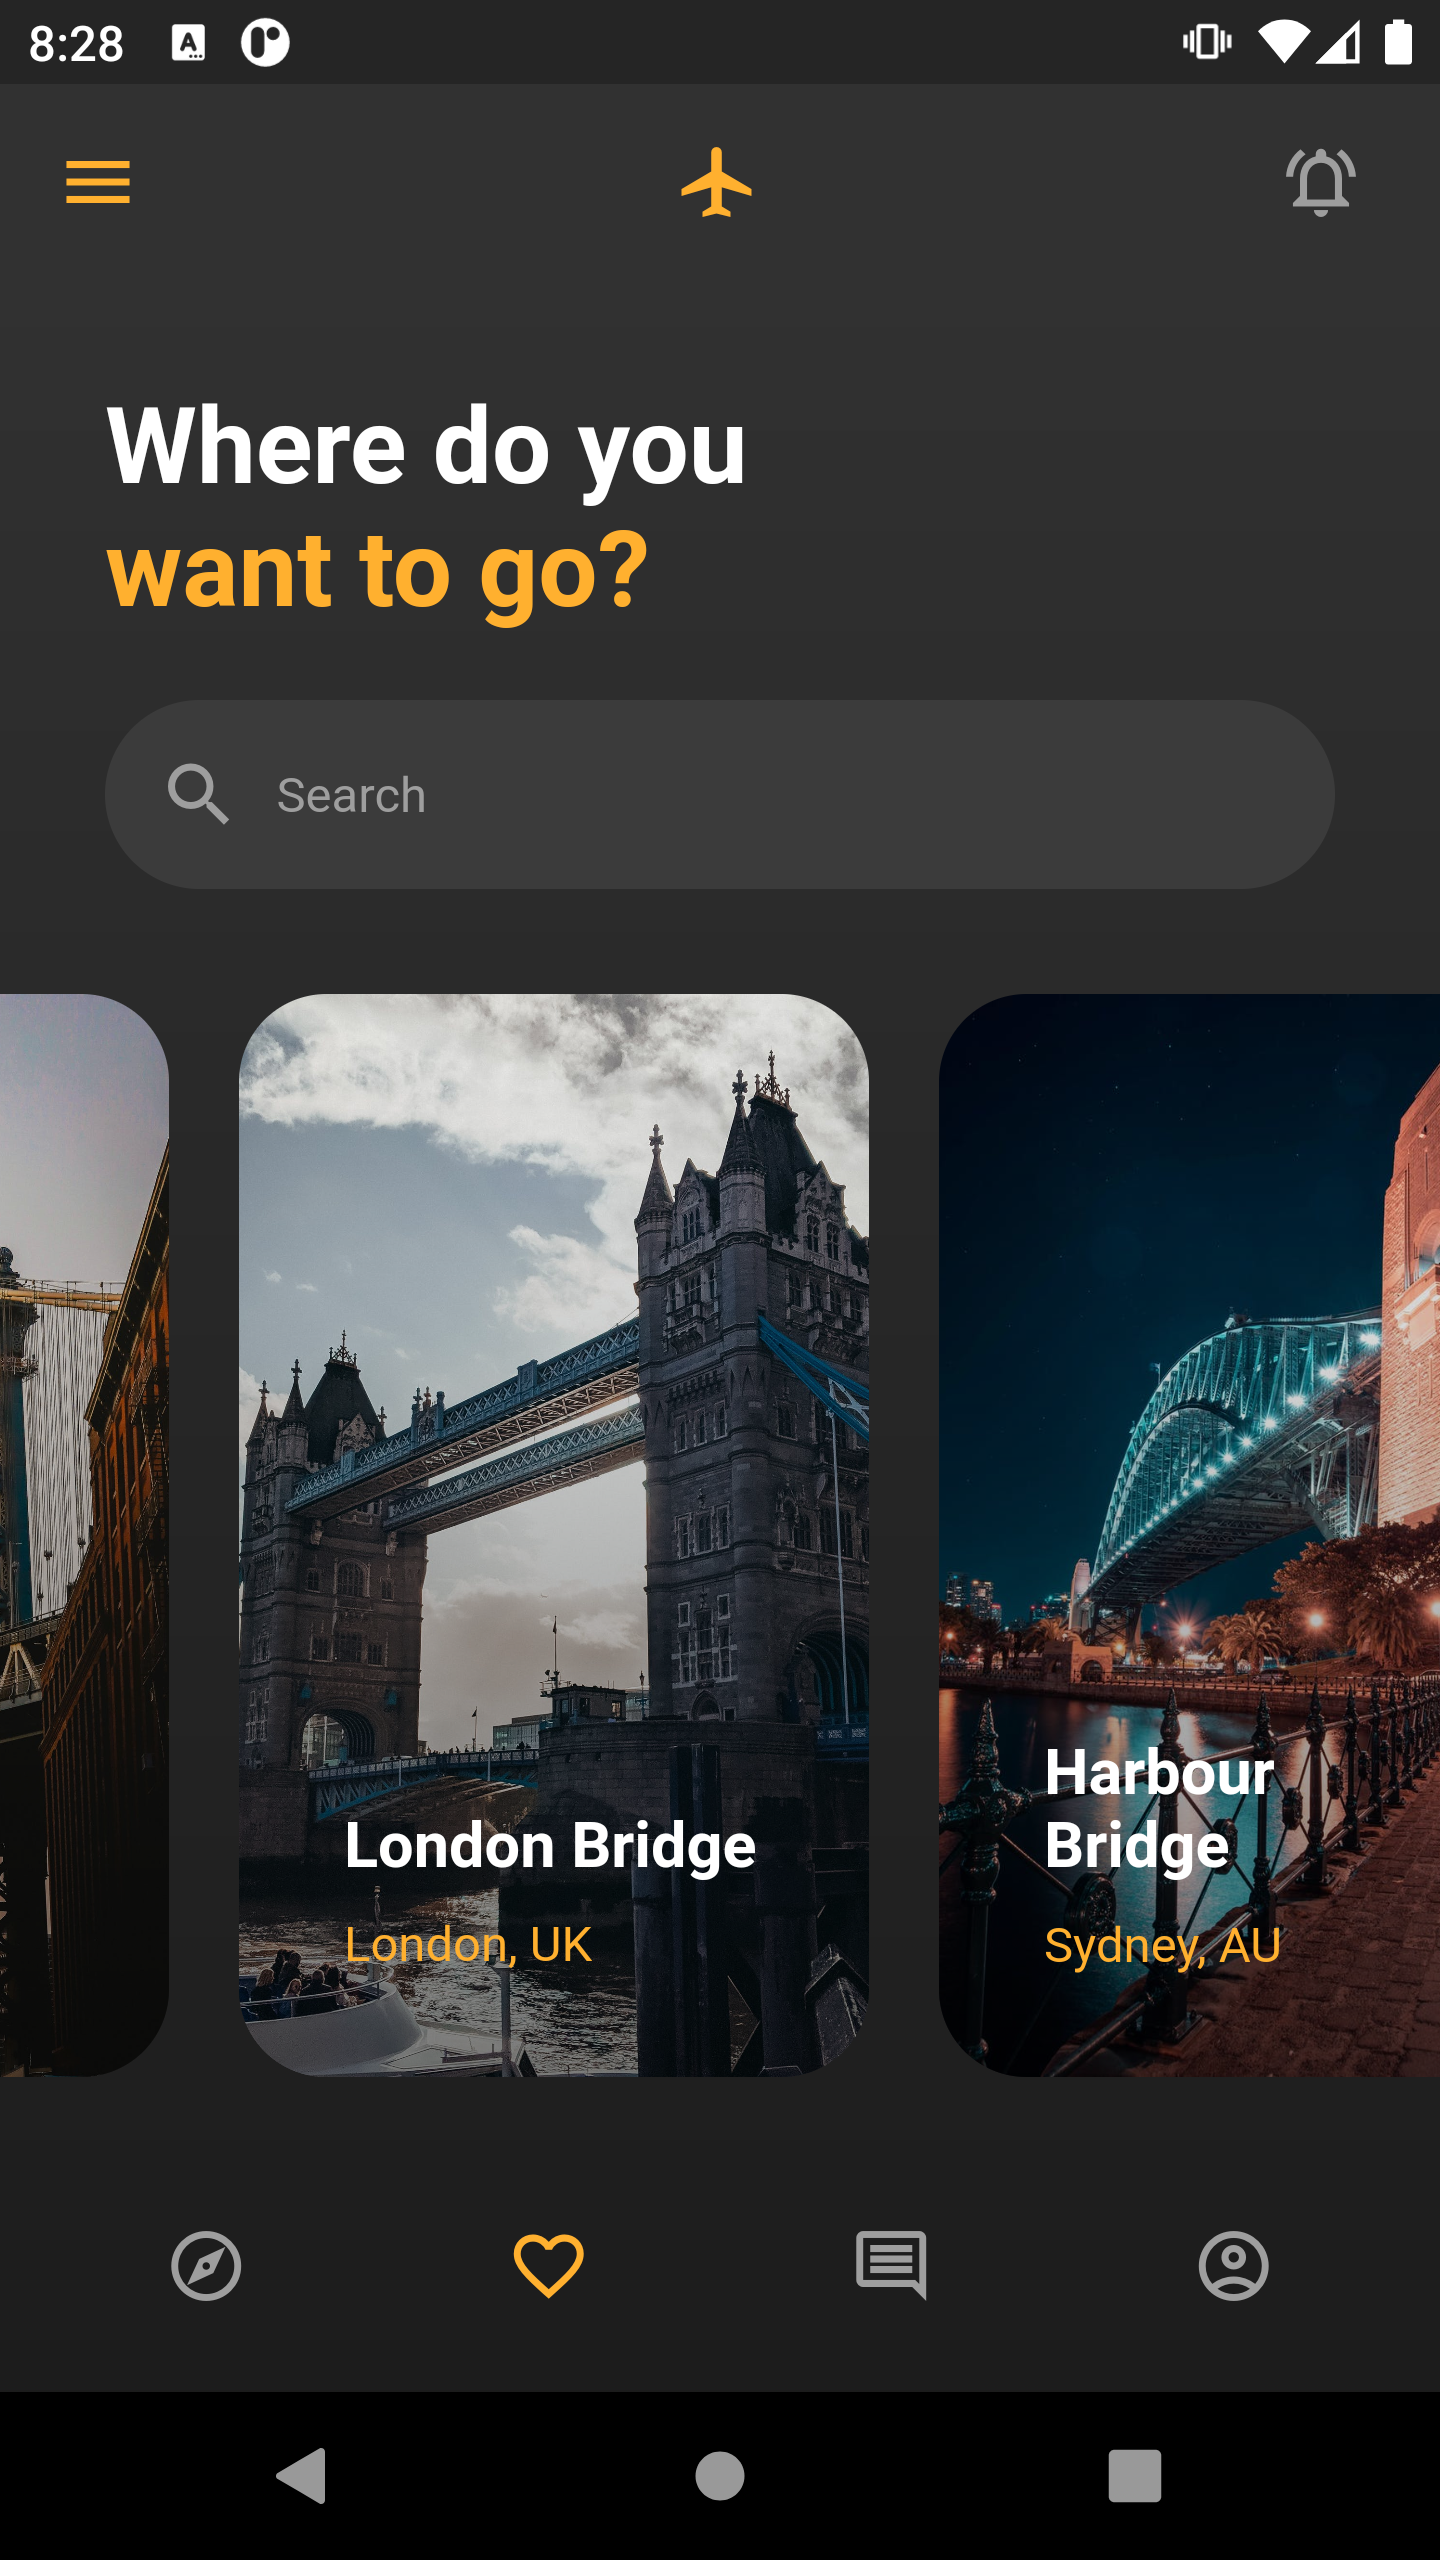 8:28
Where do you
want to go?
Search
London Bridge
London, UK
Harbour
Bridge
Sydney, AU